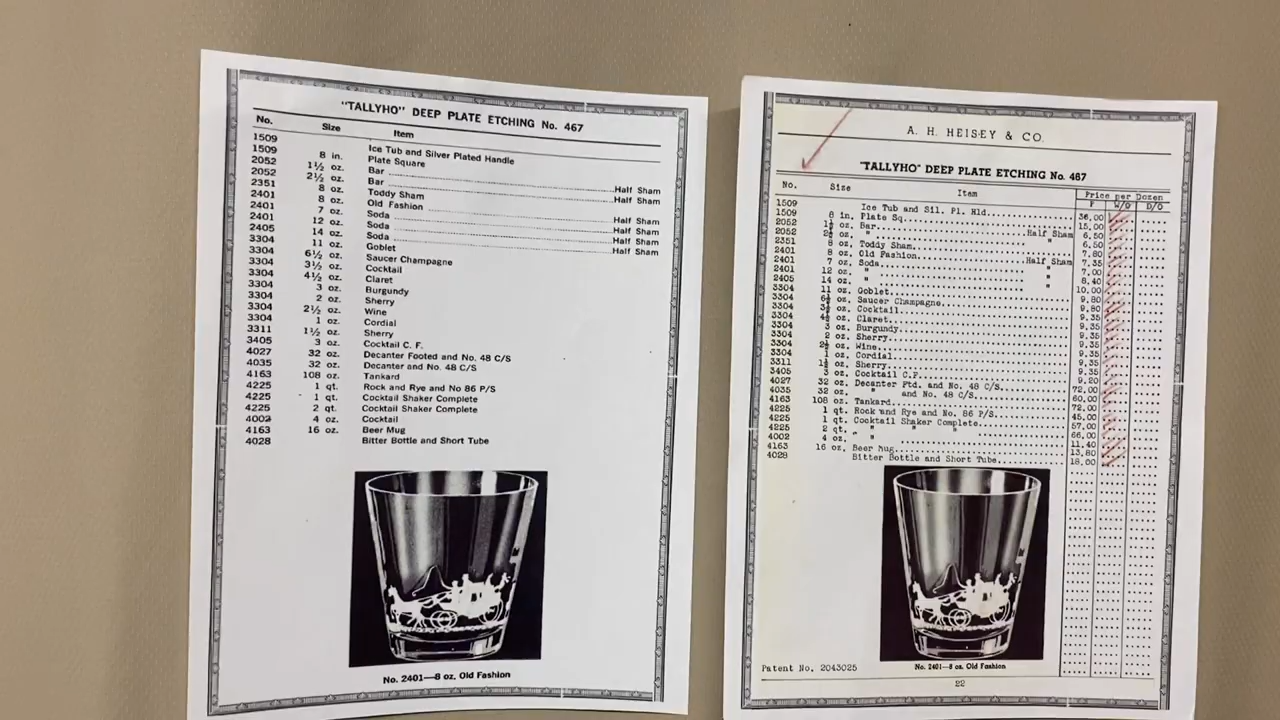 "TALLYHO" DEEP PLATE ETCHING No. 467
No. Size Item
1509 Ice Tub and Silver Plated Handle
1509 8 in. Plate Square
2052 1½ oz. Bar Half Sham
2052 2½ oz. Bar Half Sham
2351 8 oz. Toddy Sham
2401 8 oz. Old Fashion Half Sham
2401 7 oz. Soda Half Sham
2401 12 oz. Soda Half Sham
2405 14 oz. Soda Half Sham
3304 11 oz. Goblet
3304 6½ oz. Saucer Champagne
3304 3½ oz. Cocktail
3304 4½ oz. Claret
3304 3 oz. Burgundy
3304 2 oz. Sherry
3304 2½ oz. Wine
3304 1 oz. Cordial
3311 1½ oz. Sherry
3405 3 oz. Cocktail C. F.
4027 32 oz. Decanter Footed and No. 48 C/S
4035 32 oz. Decanter and No. 48 C/S
4163 108 oz. Tankard
4225 1 qt. Rock and Rye and No 86 P/S
4225 1 qt. Cocktail Shaker Complete
4225 2 qt. Cocktail Shaker Complete
4002 4 oz. Cocktail
4163 16 oz. Beer Mug
4028 Bitter Bottle and Short Tube
No. 2401—8 oz. Old Fashion
A. H. HEISEY & CO.
"TALLYHO" DEEP PLATE ETCHING No. 467
No. Size Item Price per Dozen
P W/O D/O
1509 Ice Tub and Sil. Pl. Hld. 36.00
1509 8 in. Plate Sq. 15.00
2052 1½ oz. Bar Half Sham 6.50
2052 2½ oz. " " 6.50
2351 8 oz. Toddy Sham 7.80
2401 8 oz. Old Fashion Half Sham 7.35
2401 7 oz. Soda " 7.00
2401 12 oz. " " 8.40
2405 14 oz. " " 10.00
3304 11 oz. Goblet 9.80
3304 6½ oz. Saucer Champagne 9.80
3304 3½ oz. Cocktail 9.35
3304 4½ oz. Claret 9.35
3304 3 oz. Burgundy 9.35
3304 2 oz. Sherry 9.35
3304 2½ oz. Wine 9.35
3304 1 oz. Cordial 9.35
3311 1½ oz. Sherry 9.35
3405 3 oz. Cocktail C.F. 9.20
4027 32 oz. Decanter Ftd. and No. 48 C/S 72.00
4035 32 oz. " and No. 48 C/S 60.00
4163 108 oz. Tankard 72.00
4225 1 qt. Rock and Rye and No. 86 P/S 45.00
4225 1 qt. Cocktail Shaker Complete 57.00
4225 2 qt. " " " 66.00
4002 4 oz. " 11.40
4163 16 oz. Beer Mug 13.80
4028 Bitter Bottle and Short Tube 18.00
Patent No. 2043025
No. 2401—8 oz. Old Fashion
22